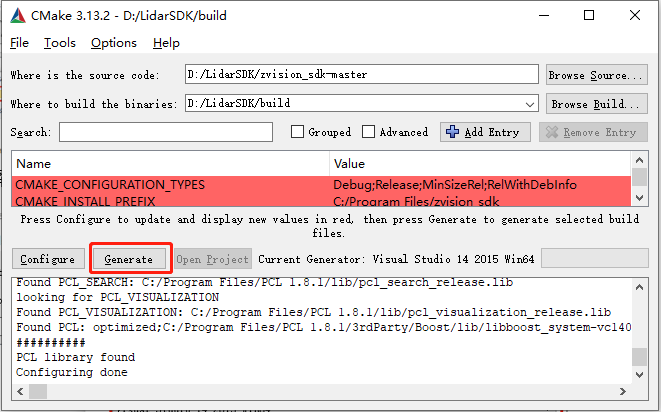 CMake 3.13.2 - D:/LidarSDK/build
File Tools Options Help
Where is the source code: D:/LidarSDK/zvision_sdk-master Browse Source...
Where to build the binaries: D:/LidarSDK/build Browse Build...
Search: Grouped Advanced Add Entry Remove Entry
Name Value
CMAKE_CONFIGURATION_TYPES Debug;Release;MinSizeRel;RelWithDebInfo
CMAKE_INSTALL_PREFIX C:/Program Files/zvision_sdk
Press Configure to update and display new values in red, then press Generate to generate selected build
files.
Configure Generate Open Project Current Generator: Visual Studio 14 2015 Win64
Found PCL_SEARCH: C:/Program Files/PCL 1.8.1/lib/pcl_search_release.lib
looking for PCL_VISUALIZATION
Found PCL_VISUALIZATION: C:/Program Files/PCL 1.8.1/lib/pcl_visualization_release.lib
Found PCL: optimized;C:/Program Files/PCL 1.8.1/3rdParty/Boost/lib/libboost_system-vc140
##########
PCL library found
Configuring done